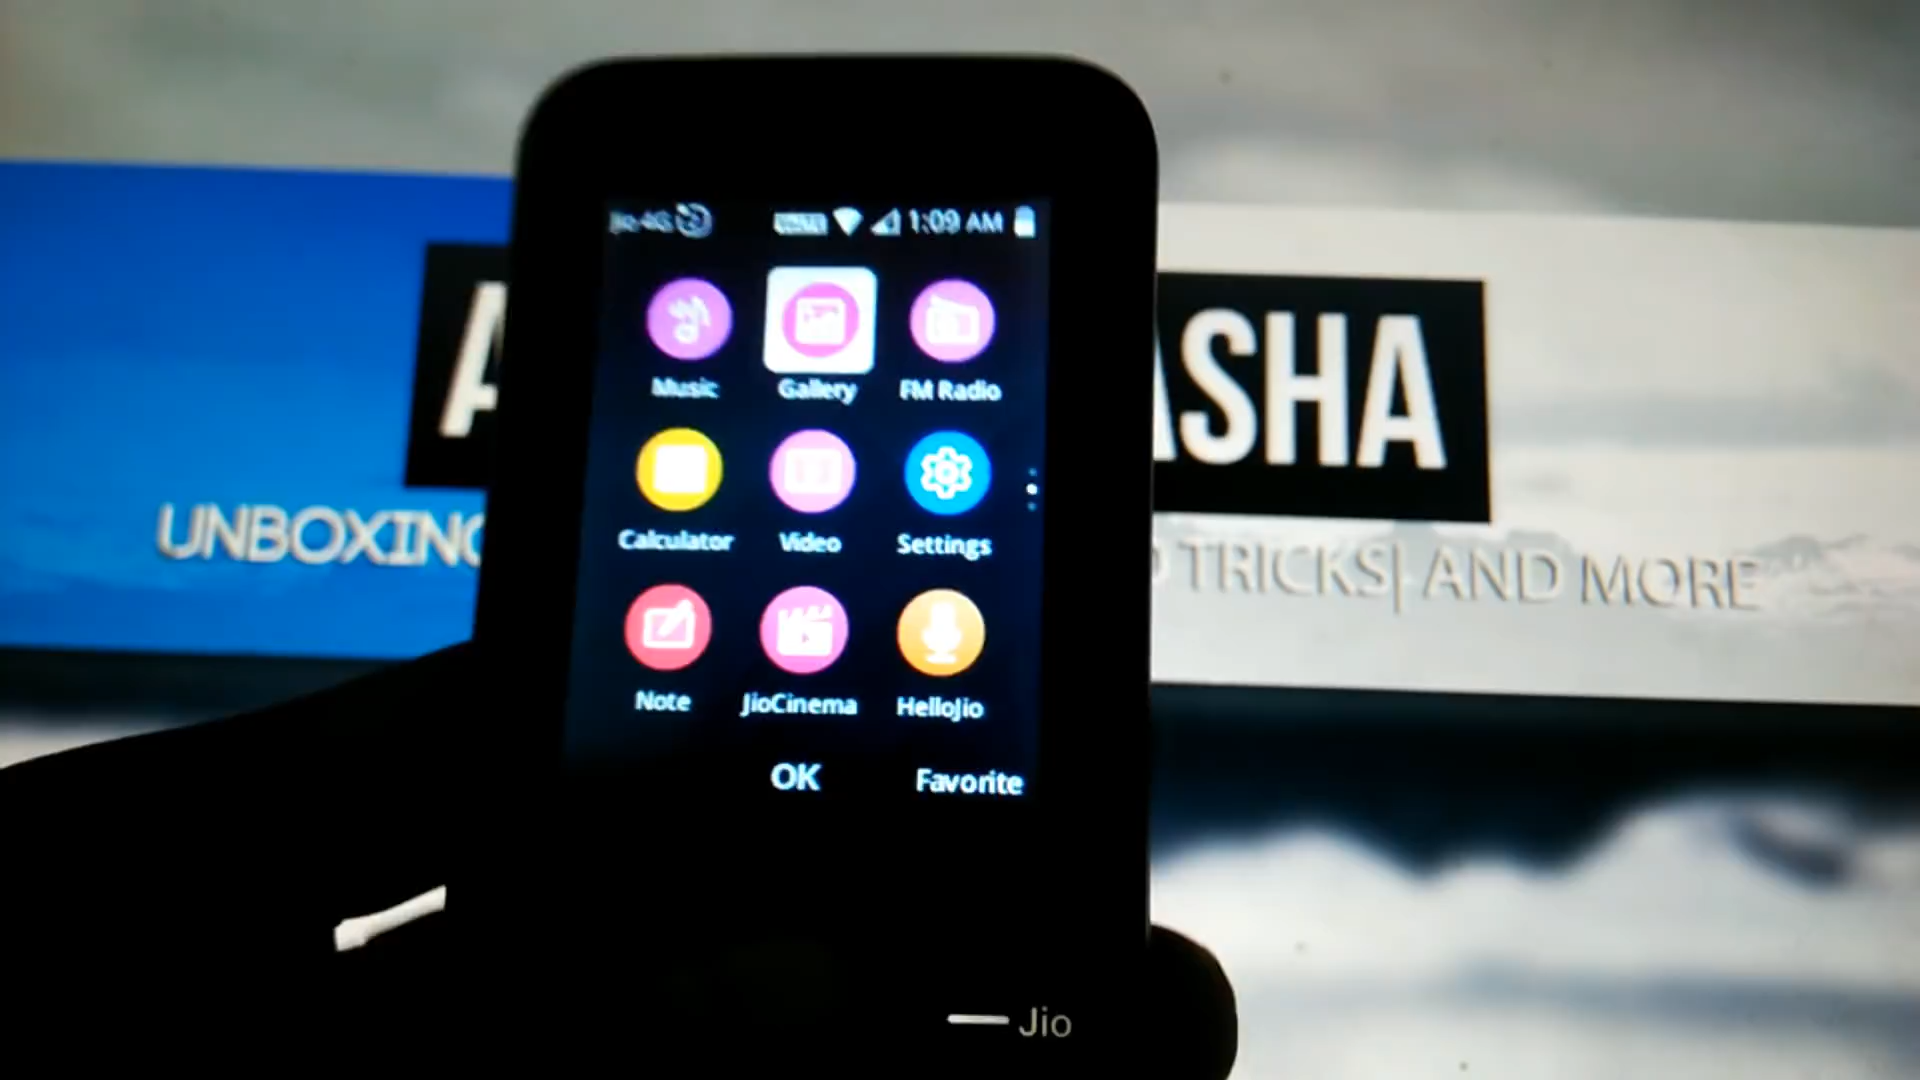 Jio 4G VoLTE 1:09 AM
Music Gallery FM Radio
Calculator Video Settings
Note JioCinema HelloJio
OK Favorite
Jio
A
ASHA
UNBOXING
TRICKS| AND MORE